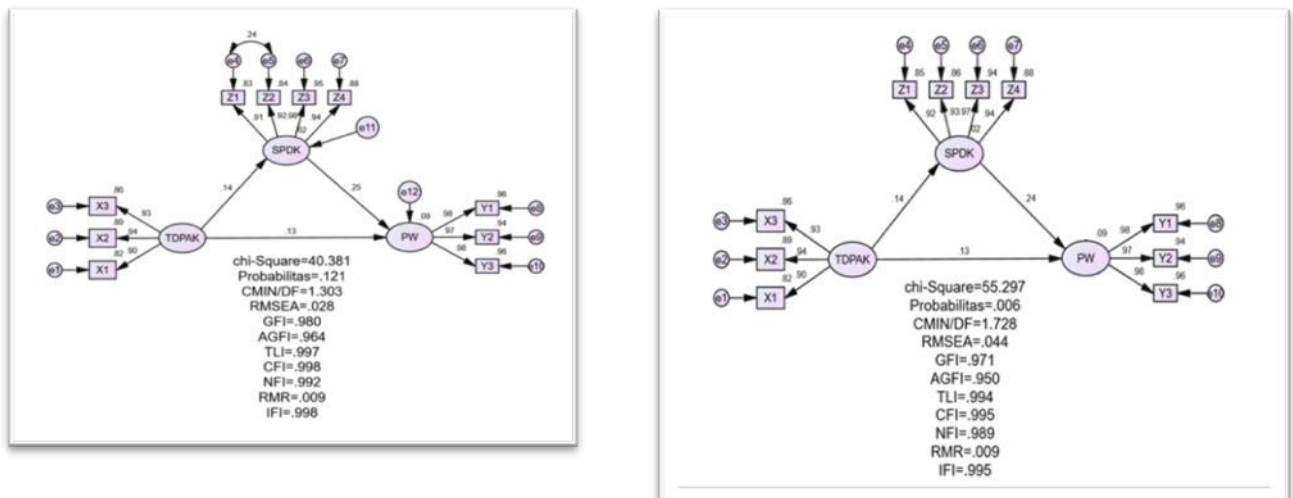 .24
e4 e5 e6 e7
.83 .84 .95 .88
Z1 Z2 Z3 Z4
.91 .92 .98 .94
.02
e11
SPDK
.14 .25
e12
.86
e3 X3 .93
.89
e2 X2 .94
.82
e1 X1 .90
TDPAK
.13
.09
PW
.98 .96
Y1 e8
.97 .94
Y2 e9
.98 .96
Y3 e10
chi-Square=40.381
Probabilitas=.121
CMIN/DF=1.303
RMSEA=.028
GFI=.980
AGFI=.964
TLI=.997
CFI=.998
NFI=.992
RMR=.009
IFI=.998
e4 e5 e6 e7
.85 .86 .94 .88
Z1 Z2 Z3 Z4
.92 .93 .97 .94
.02
SPDK
.14 .24
.86
e3 X3 .93
.89
e2 X2 .94
.82
e1 X1 .90
TDPAK
.13
.09
PW
.98 .96
Y1 e8
.97 .94
Y2 e9
.98 .96
Y3 e10
chi-Square=55.297
Probabilitas=.006
CMIN/DF=1.728
RMSEA=.044
GFI=.971
AGFI=.950
TLI=.994
CFI=.995
NFI=.989
RMR=.009
IFI=.995